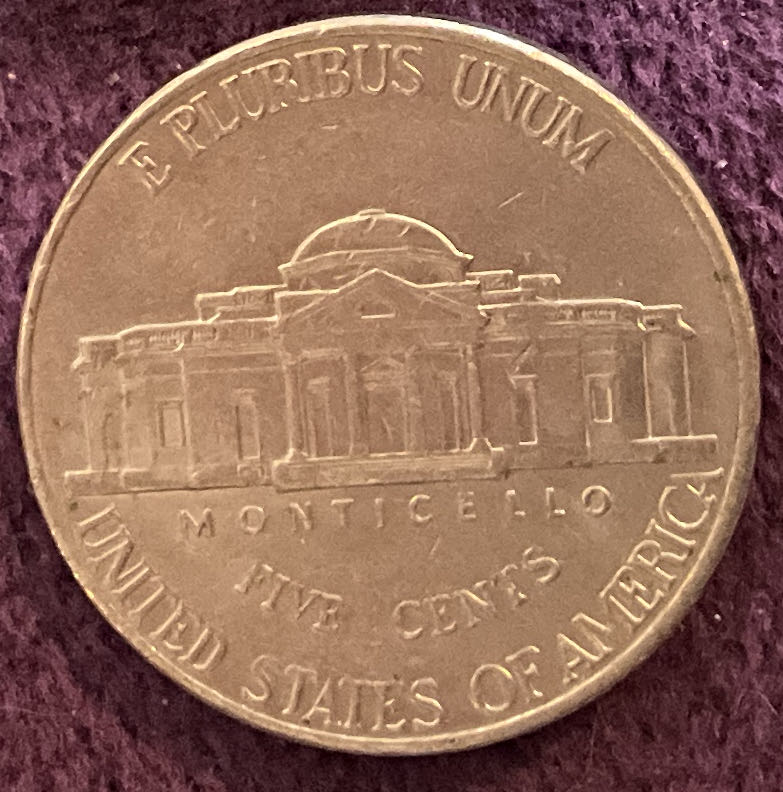 E PLURIBUS UNUM
MONTICELLO
FIVE CENTS
UNITED STATES OF AMERICA